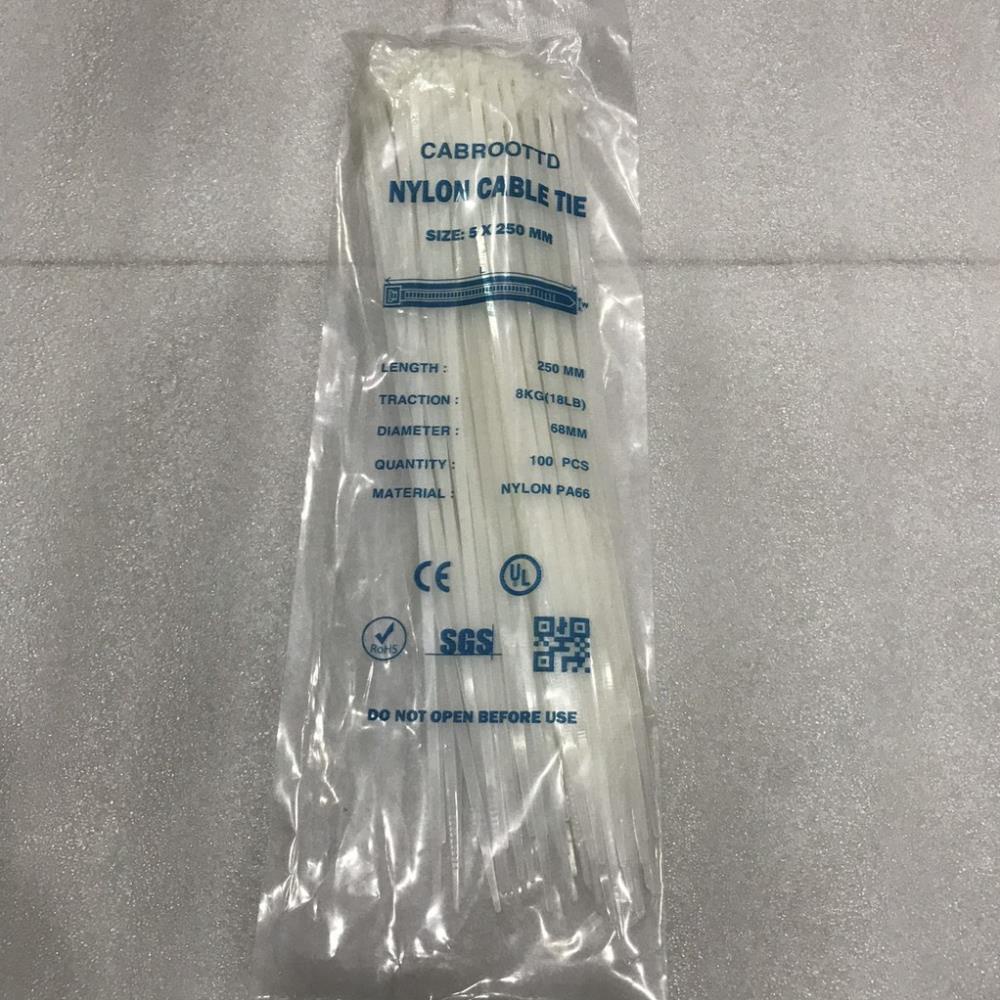 CABROOTTD
NYLON CABLE TIE
SIZE: 5 X 250 MM
L
W
LENGTH : 250 MM
TRACTION : 8KG(18LB)
DIAMETER : 68MM
QUANTITY : 100 PCS
MATERIAL : NYLON PA66
CE UL
RoHS SGS
DO NOT OPEN BEFORE USE